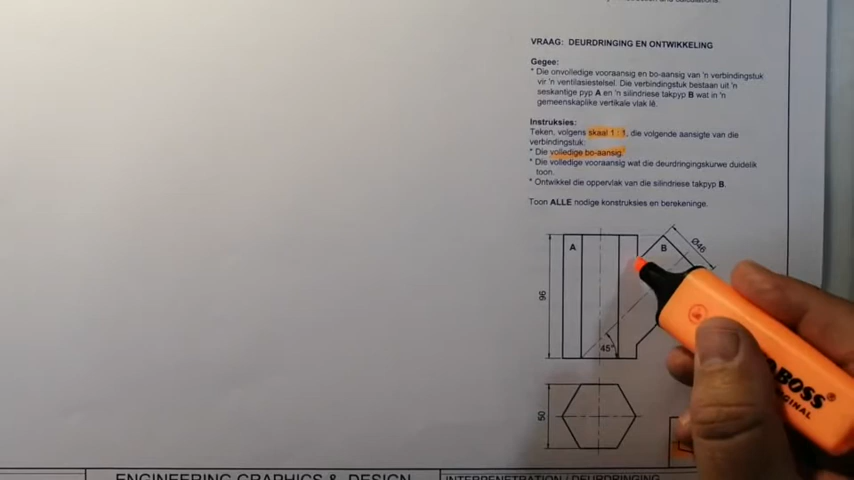 VRAAG: DEURDRINGING EN ONTWIKKELING
Gegee:
* Die onvolledige vooraansig en bo-aansig van 'n verbindingstuk
vir 'n ventilasiestelsel. Die verbindingstuk bestaan uit 'n
seskantige pyp A en 'n silindriese takpyp B wat in 'n
gemeenskaplike vertikale vlak lê.
Instruksies:
Teken, volgens skaal 1 : 1, die volgende aansigte van die
verbindingstuk:
* Die volledige bo-aansig.
* Die volledige vooraansig wat die deurdringingskurwe duidelik
toon.
* Ontwikkel die oppervlak van die silindriese takpyp B.
Toon ALLE nodige konstruksies en berekeninge.
A
B
Ø46
96
45°
50
BOSS
ORIGINAL
ENGINEERING GRAPHICS & DESIGN
INTERPENETRATION / DEURDRINGING